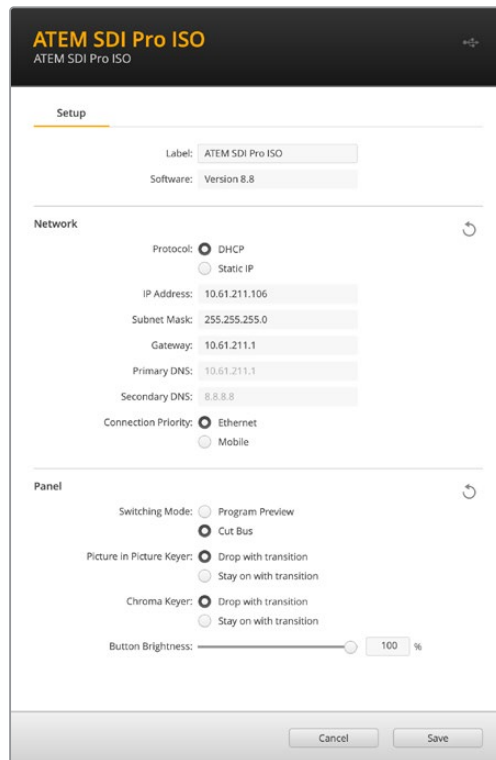 ATEM SDI Pro ISO
ATEM SDI Pro ISO
Setup
Label: ATEM SDI Pro ISO
Software: Version 8.8
Network
Protocol: DHCP
Static IP
IP Address: 10.61.211.106
Subnet Mask: 255.255.255.0
Gateway: 10.61.211.1
Primary DNS: 10.61.211.1
Secondary DNS: 8.8.8.8
Connection Priority: Ethernet
Mobile
Panel
Switching Mode: Program Preview
Cut Bus
Picture in Picture Keyer: Drop with transition
Stay on with transition
Chroma Keyer: Drop with transition
Stay on with transition
Button Brightness: 100 %
Cancel Save